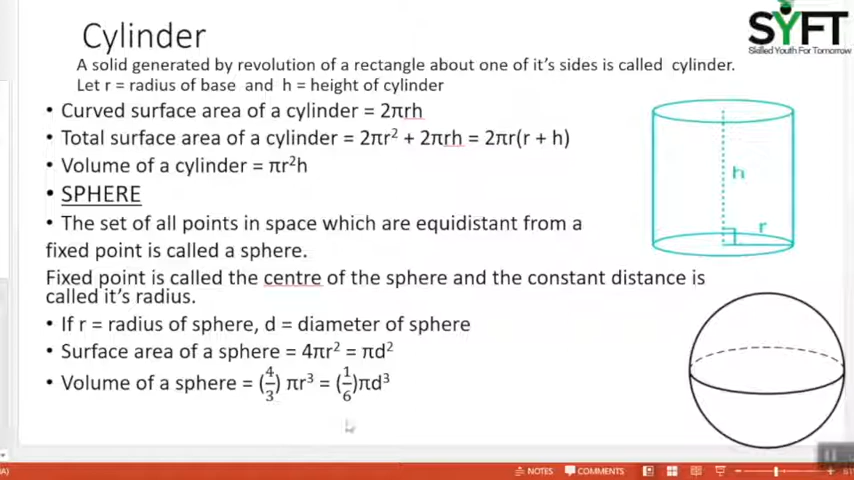 Cylinder
SYFT
Skilled Youth For Tomorrow
A solid generated by revolution of a rectangle about one of it's sides is called cylinder.
Let r = radius of base and h = height of cylinder
• Curved surface area of a cylinder = 2πrh
• Total surface area of a cylinder = 2πr² + 2πrh = 2πr(r + h)
• Volume of a cylinder = πr²h
h
r
• SPHERE
• The set of all points in space which are equidistant from a
fixed point is called a sphere.
Fixed point is called the centre of the sphere and the constant distance is
called it's radius.
• If r = radius of sphere, d = diameter of sphere
• Surface area of a sphere = 4πr² = πd²
• Volume of a sphere = (4/3) πr³ = (1/6)πd³
NOTES COMMENTS